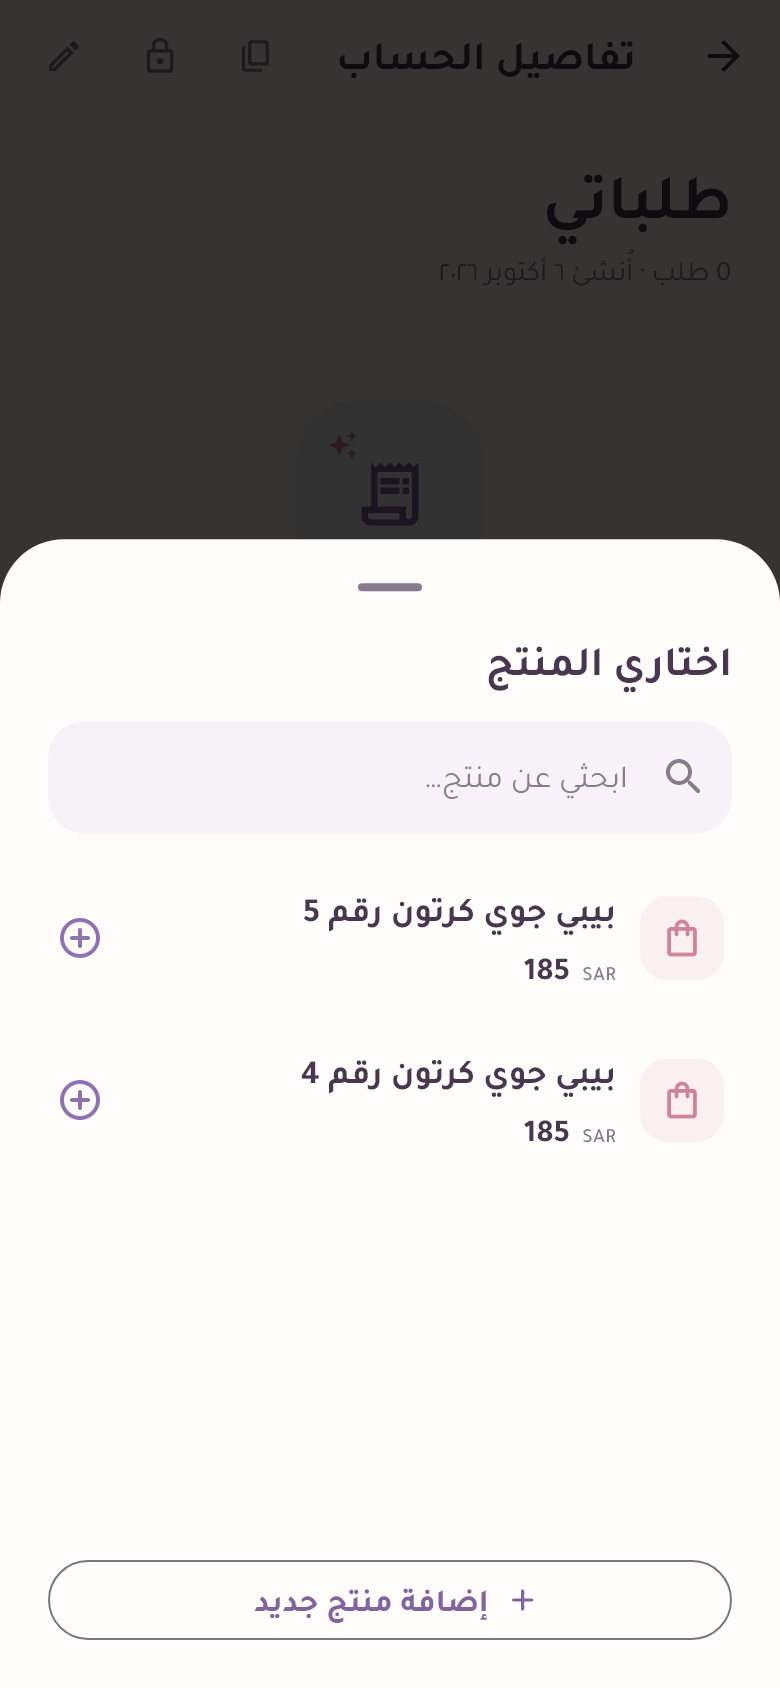 تفاصيل الحساب
طلباتي
0 طلب · أُنشئ ٦ أكتوبر ٢٠٢٦
اختاري المنتج
ابحثي عن منتج...
بيبي جوي كرتون رقم 5
185 SAR
بيبي جوي كرتون رقم 4
185 SAR
+ إضافة منتج جديد